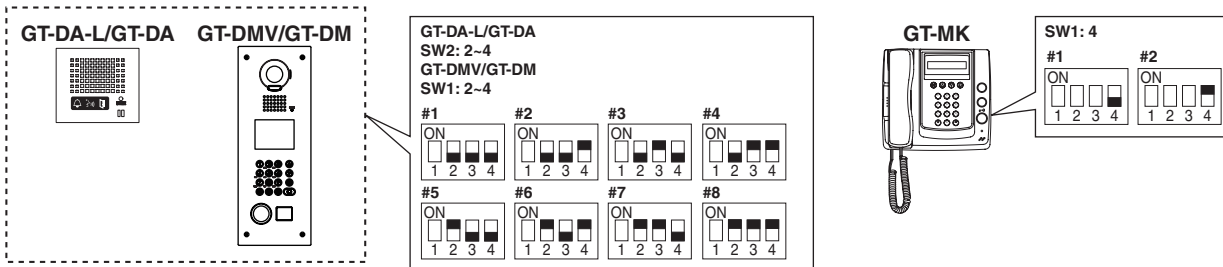 GT-DA-L/GT-DA GT-DMV/GT-DM
GT-DA-L/GT-DA
SW2: 2~4
GT-DMV/GT-DM
SW1: 2~4
#1 #2 #3 #4
ON ON ON ON
1 2 3 4 1 2 3 4 1 2 3 4 1 2 3 4
#5 #6 #7 #8
ON ON ON ON
1 2 3 4 1 2 3 4 1 2 3 4 1 2 3 4
GT-MK
SW1: 4
#1 #2
ON ON
1 2 3 4 1 2 3 4